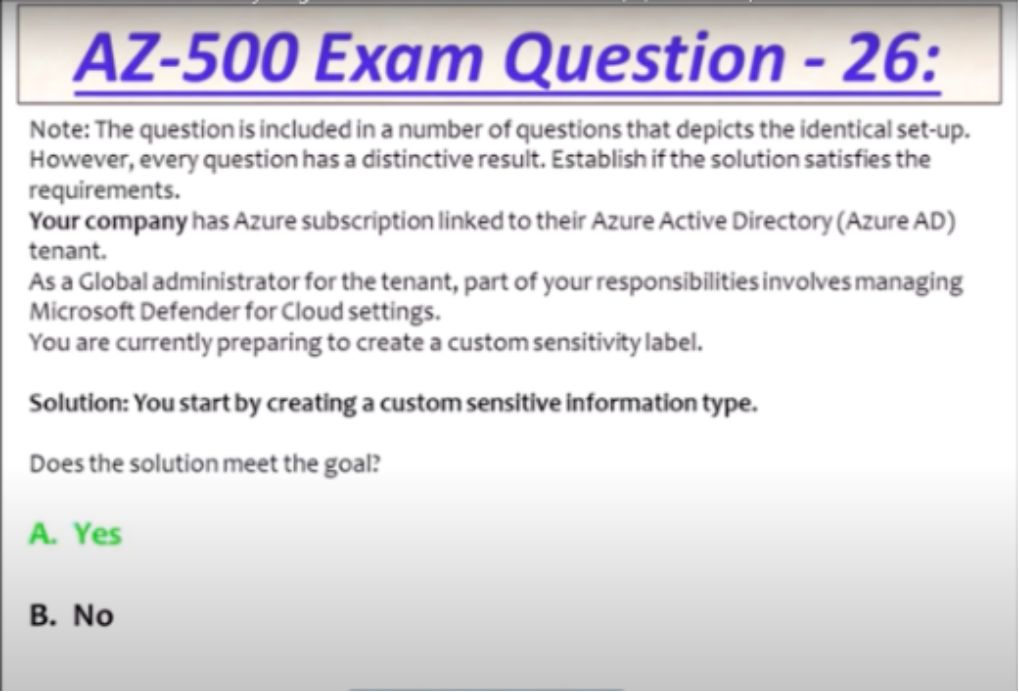 AZ-500 Exam Question - 26:
Note: The question is included in a number of questions that depicts the identical set-up.
However, every question has a distinctive result. Establish if the solution satisfies the
requirements.
Your company has Azure subscription linked to their Azure Active Directory (Azure AD)
tenant.
As a Global administrator for the tenant, part of your responsibilities involves managing
Microsoft Defender for Cloud settings.
You are currently preparing to create a custom sensitivity label.
Solution: You start by creating a custom sensitive information type.
Does the solution meet the goal?
A. Yes
B. No